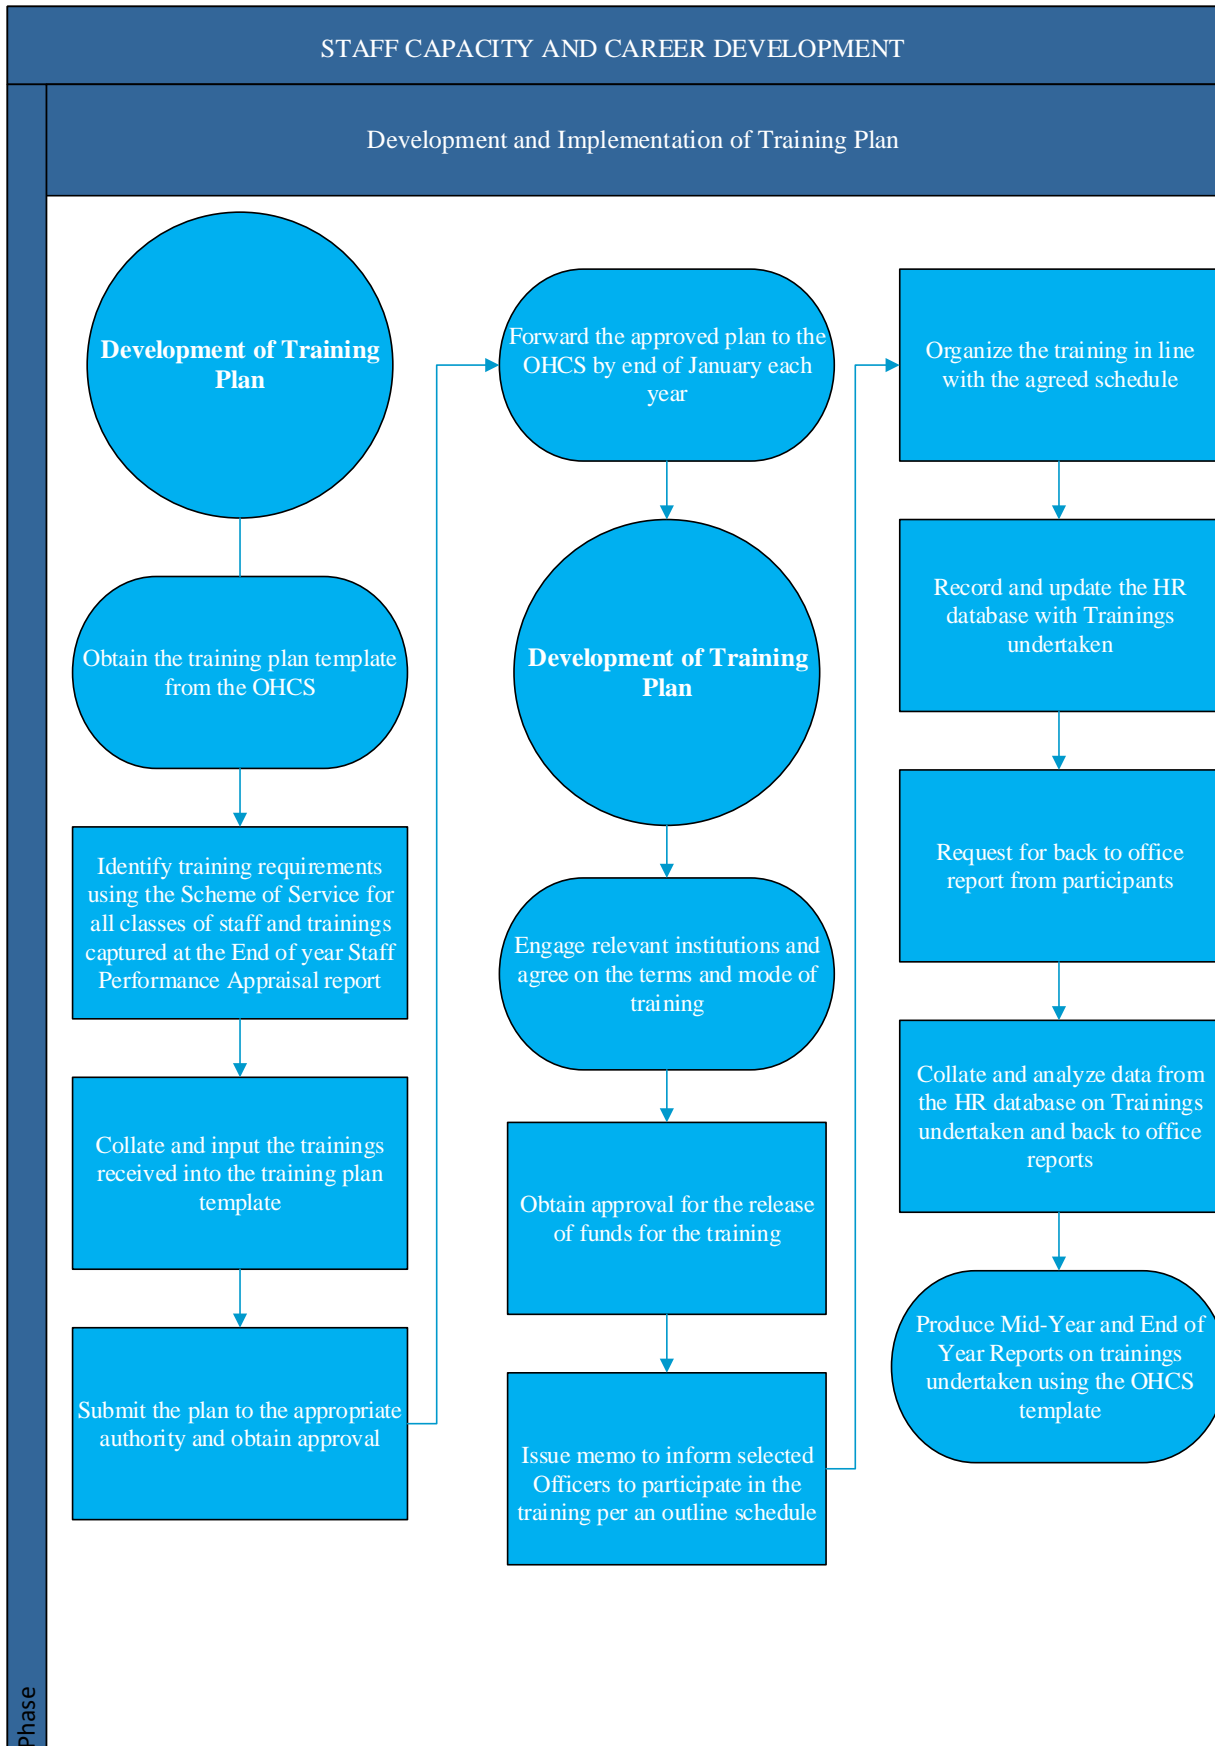 STAFF CAPACITY AND CAREER DEVELOPMENT
Development and Implementation of Training Plan
Development of Training
Plan
Obtain the training plan template
from the OHCS
Identify training requirements
using the Scheme of Service for
all classes of staff and trainings
captured at the End of year Staff
Performance Appraisal report
Collate and input the trainings
received into the training plan
template
Submit the plan to the appropriate
authority and obtain approval
Forward the approved plan to the
OHCS by end of January each
year
Development of Training
Plan
Engage relevant institutions and
agree on the terms and mode of
training
Obtain approval for the release
of funds for the training
Issue memo to inform selected
Officers to participate in the
training per an outline schedule
Organize the training in line
with the agreed schedule
Record and update the HR
database with Trainings
undertaken
Request for back to office
report from participants
Collate and analyze data from
the HR database on Trainings
undertaken and back to office
reports
Produce Mid-Year and End of
Year Reports on trainings
undertaken using the OHCS
template
Phase